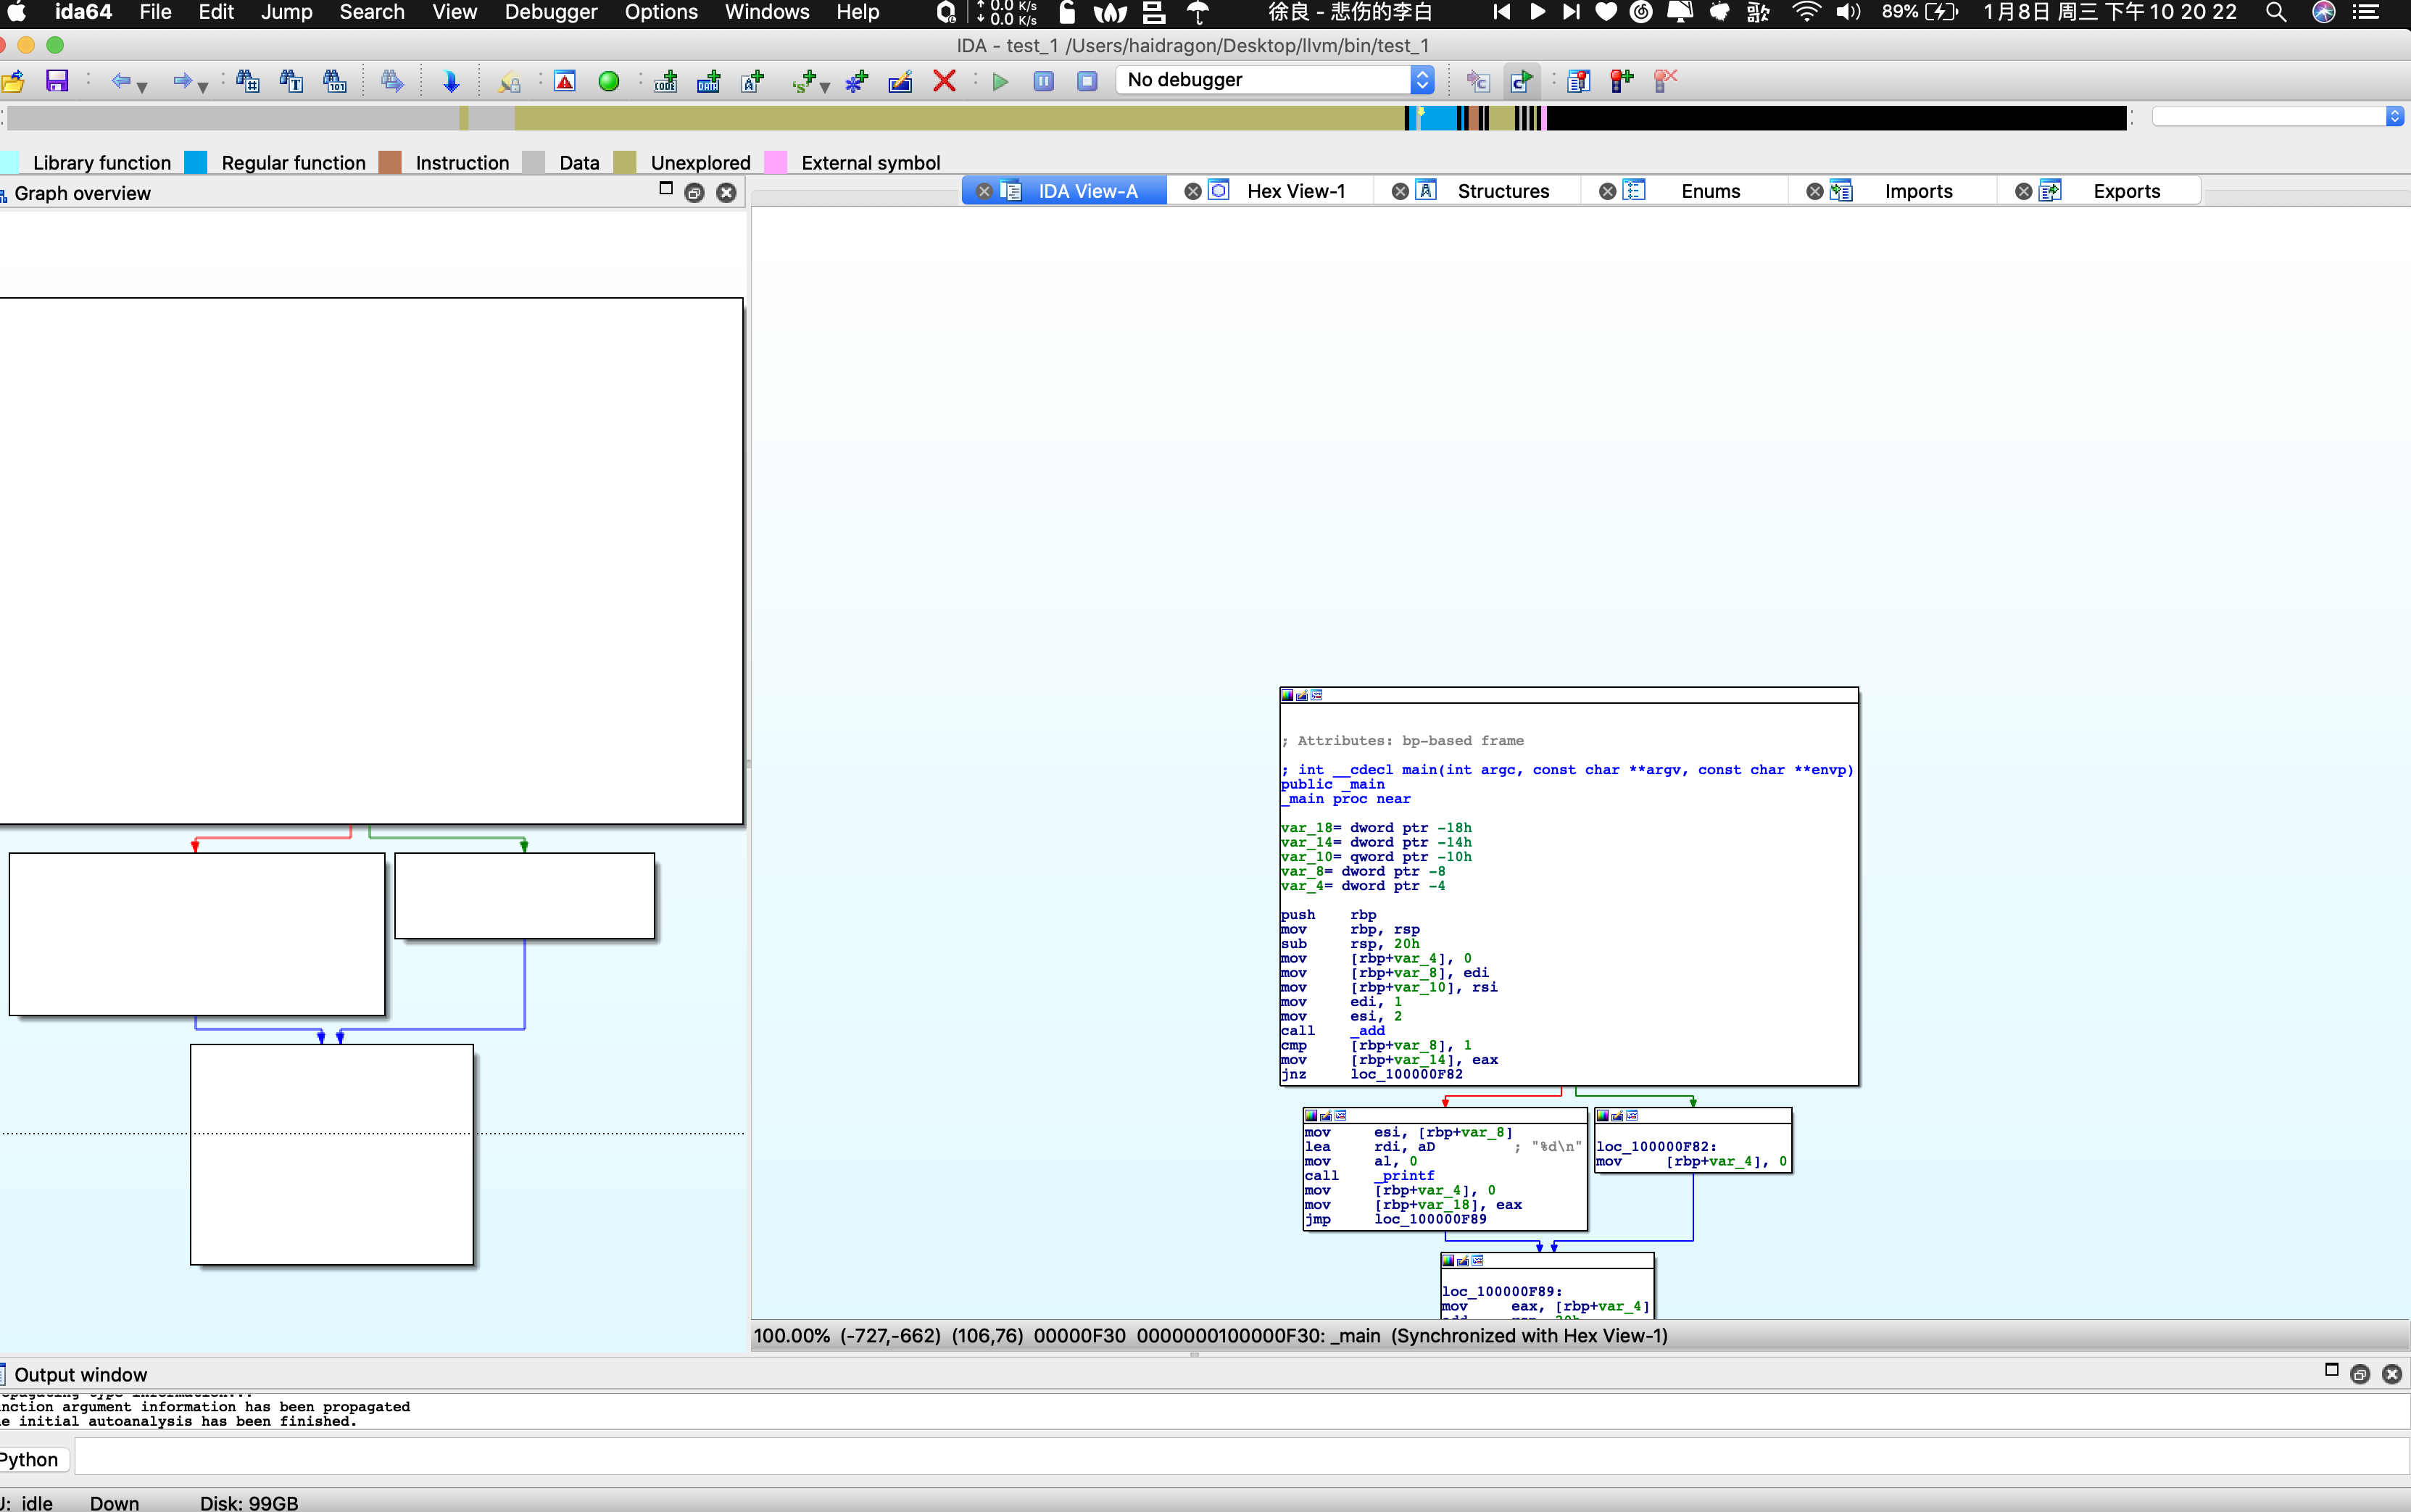 ida64 File Edit Jump Search View Debugger Options Windows Help 0.0 K/s 0.0 K/s 徐良 - 悲伤的李白 歌 89% 1月8日 周三 下午10 20 22
IDA - test_1 /Users/haidragon/Desktop/llvm/bin/test_1
No debugger
Library function Regular function Instruction Data Unexplored External symbol
Graph overview
IDA View-A Hex View-1 Structures Enums Imports Exports
; Attributes: bp-based frame
; int __cdecl main(int argc, const char **argv, const char **envp)
public _main
_main proc near
var_18= dword ptr -18h
var_14= dword ptr -14h
var_10= qword ptr -10h
var_8= dword ptr -8
var_4= dword ptr -4
push rbp
mov rbp, rsp
sub rsp, 20h
mov [rbp+var_4], 0
mov [rbp+var_8], edi
mov [rbp+var_10], rsi
mov edi, 1
mov esi, 2
call _add
cmp [rbp+var_8], 1
mov [rbp+var_14], eax
jnz loc_100000F82
mov esi, [rbp+var_8]
lea rdi, aD ; "%d\n"
mov al, 0
call _printf
mov [rbp+var_4], 0
mov [rbp+var_18], eax
jmp loc_100000F89
loc_100000F82:
mov [rbp+var_4], 0
loc_100000F89:
mov eax, [rbp+var_4]
100.00% (-727,-662) (106,76) 00000F30 0000000100000F30: _main (Synchronized with Hex View-1)
Output window
nction argument information has been propagated
e initial autoanalysis has been finished.
Python
U: idle Down Disk: 99GB